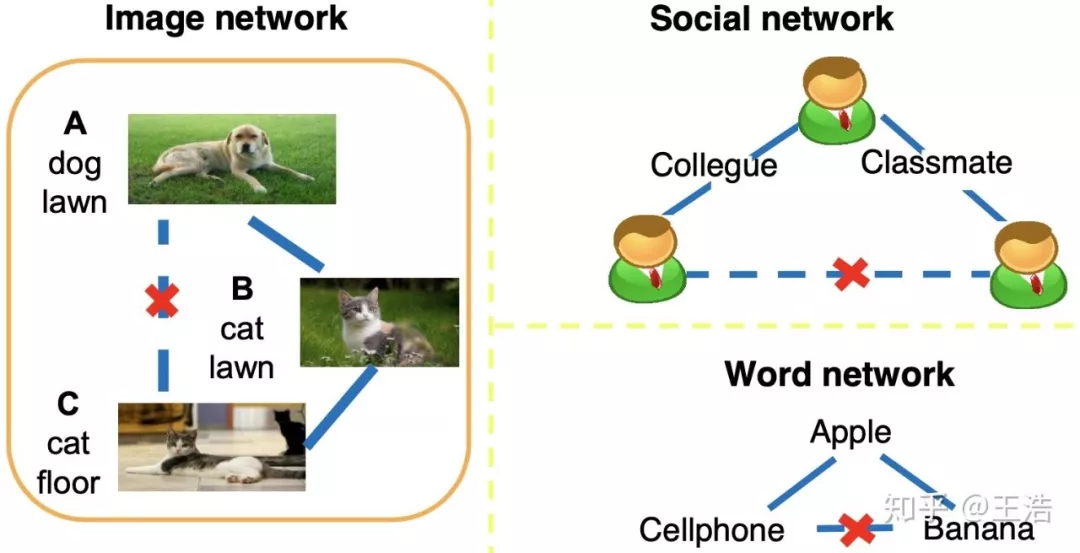 Image network
A
dog
lawn
B
cat
lawn
C
cat
floor
Social network
Collegue
Classmate
Word network
Apple
Cellphone
Banana
知乎 @王浩